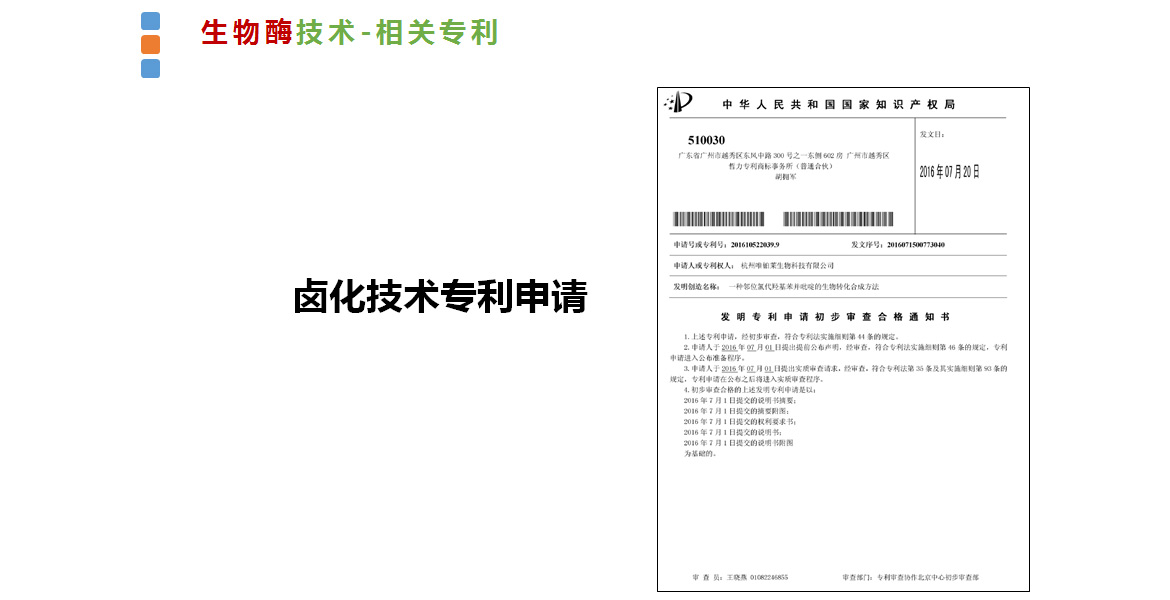 生物酶技术-相关专利
卤化技术专利申请
中华人民共和国国家知识产权局
510030
广东省广州市越秀区东风中路 300 号之一东侧 602 房 广州市越秀区
哲力专利商标事务所（普通合伙）
胡拥军
发文日：
2016 年 07 月 20 日
申请号或专利号：201610522039.9
发文序号：2016071500773040
申请人或专利权人：杭州唯铂莱生物科技有限公司
发明创造名称：一种邻位氯代羟基苯并吡啶的生物转化合成方法
发明专利申请初步审查合格通知书
1.上述专利申请，经初步审查，符合专利法实施细则第 44 条的规定。
2.申请人于 2016 年 07 月 01 日提出提前公布声明，经审查，符合专利法实施细则第 46 条的规定，专利
申请进入公布准备程序。
3.申请人于 2016 年 07 月 01 日提出实质审查请求，经审查，符合专利法第 35 条及其实施细则第 93 条的
规定，专利申请在公布之后将进入实质审查程序。
4.初步审查合格的上述发明专利申请是以：
2016 年 7 月 1 日提交的说明书摘要；
2016 年 7 月 1 日提交的摘要附图；
2016 年 7 月 1 日提交的权利要求书；
2016 年 7 月 1 日提交的说明书；
2016 年 7 月 1 日提交的说明书附图
为基础的。
审 查 员：王晓燕 01082246855
审查部门：专利审查协作北京中心初步审查部